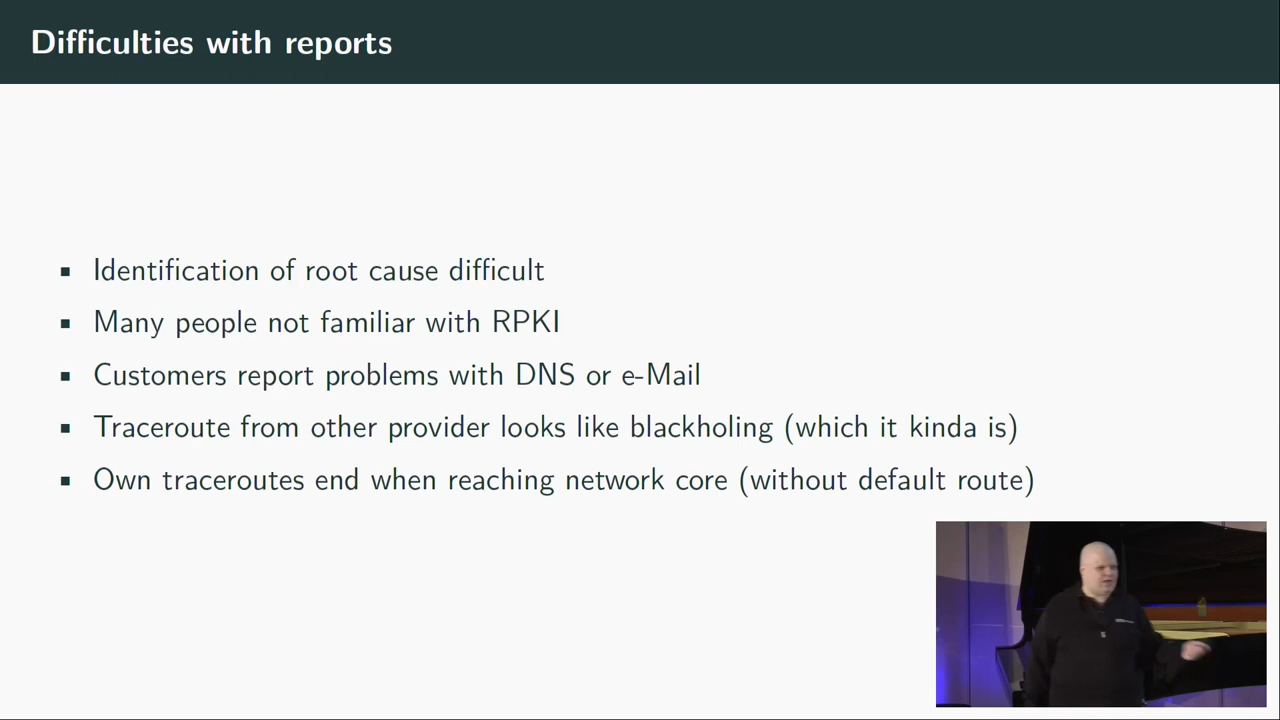 Difficulties with reports
Identification of root cause difficult
Many people not familiar with RPKI
Customers report problems with DNS or e-Mail
Traceroute from other provider looks like blackholing (which it kinda is)
Own traceroutes end when reaching network core (without default route)